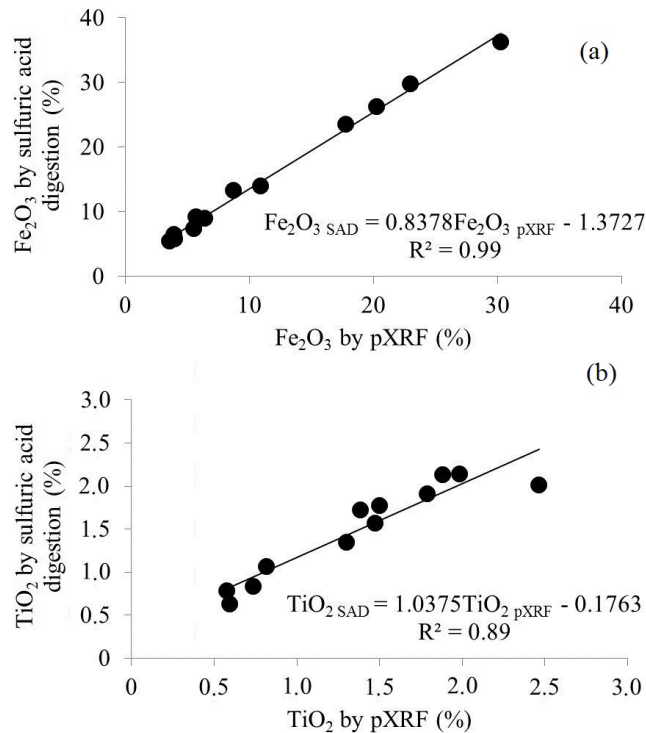 40
30
20
10
0
0 10 20 30 40
Fe₂O₃ by sulfuric acid
digestion (%)
(a)
Fe₂O₃ SAD = 0.8378Fe₂O₃ pXRF - 1.3727
R² = 0.99
Fe₂O₃ by pXRF (%)
(b)
3.0
2.5
2.0
1.5
1.0
0.5
0
0 0.5 1.0 1.5 2.0 2.5 3.0
TiO₂ by sulfuric acid
digestion (%)
TiO₂ SAD = 1.0375TiO₂ pXRF - 0.1763
R² = 0.89
TiO₂ by pXRF (%)